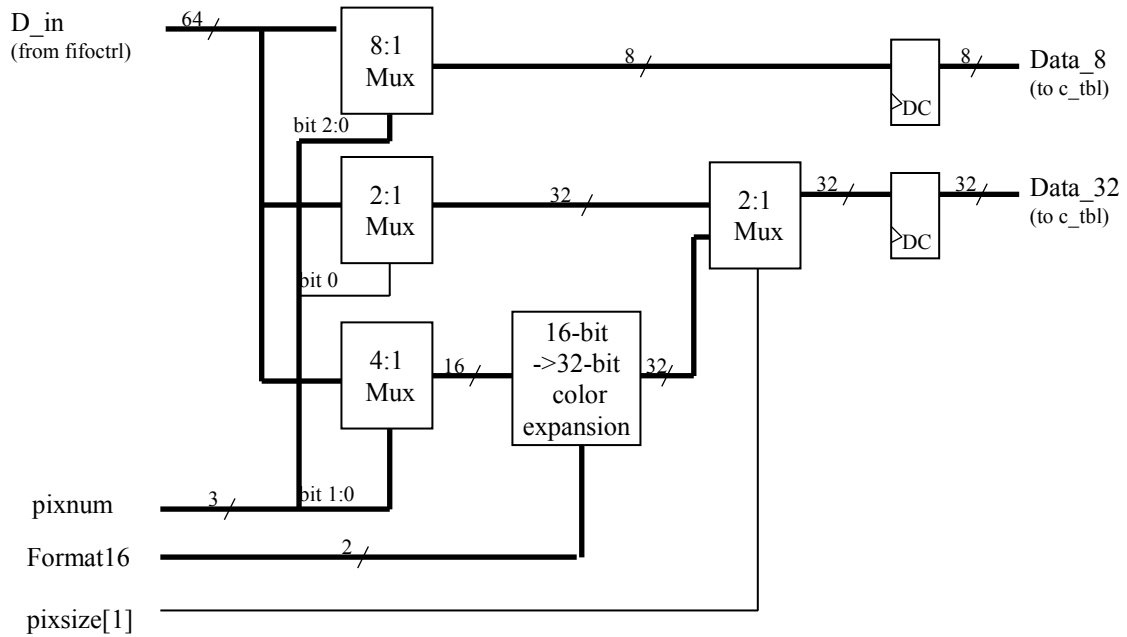 D_in
(from fifoctrl)
64
8:1
Mux
8
DC
8
Data_8
(to c_tbl)
bit 2:0
2:1
Mux
32
2:1
Mux
32
DC
32
Data_32
(to c_tbl)
bit 0
4:1
Mux
16
16-bit
->32-bit
color
expansion
32
pixnum
3
bit 1:0
Format16
2
pixsize[1]